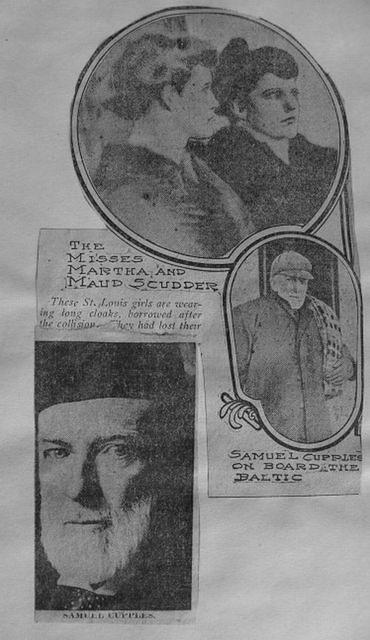 THE
MISSES
MARTHA AND
MAUD SCUDDER
These St. Louis girls are wear-
ing long cloaks, borrowed after
the collision. They had lost their
SAMUEL CUPPLES
ON BOARD THE
BALTIC
SAMUEL CUPPLES.